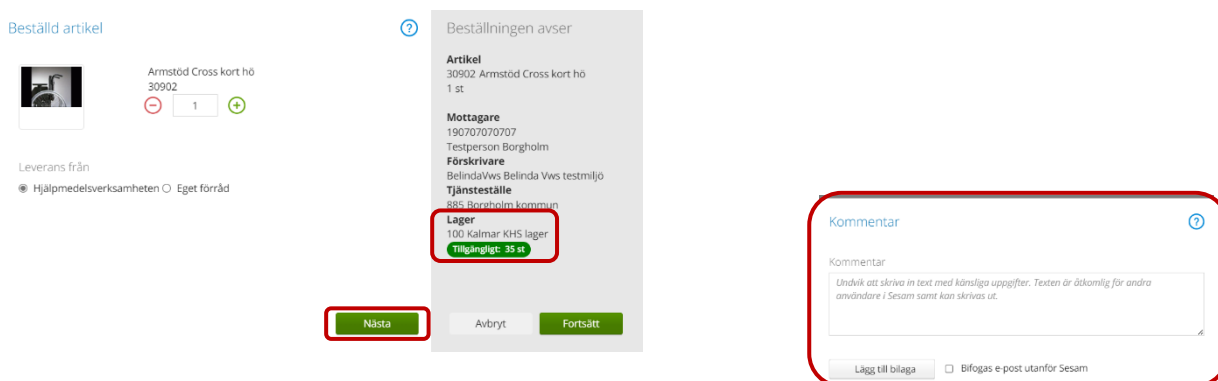 Beställd artikel
Armstöd Cross kort hö
30902
1
Leverans från
Hjälpmedelsverksamheten
Eget förråd
Nästa
Beställningen avser
Artikel
30902 Armstöd Cross kort hö
1 st
Mottagare
190707070707
Testperson Borgholm
Förskrivare
BelindaVws Belinda Vws testmiljö
Tjänsteställe
885 Borgholm kommun
Lager
100 Kalmar KHS lager
Tillgängligt: 35 st
Avbryt
Fortsätt
Kommentar
Kommentar
Undvik att skriva in text med känsliga uppgifter. Texten är åtkomlig för andra
användare i Sesam samt kan skrivas ut.
Lägg till bilaga
Bifogas e-post utanför Sesam